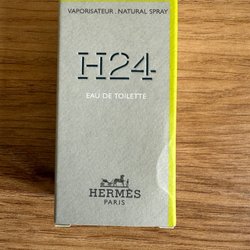 VAPORISATEUR . NATURAL SPRAY
H24
EAU DE TOILETTE
HERMÈS
PARIS